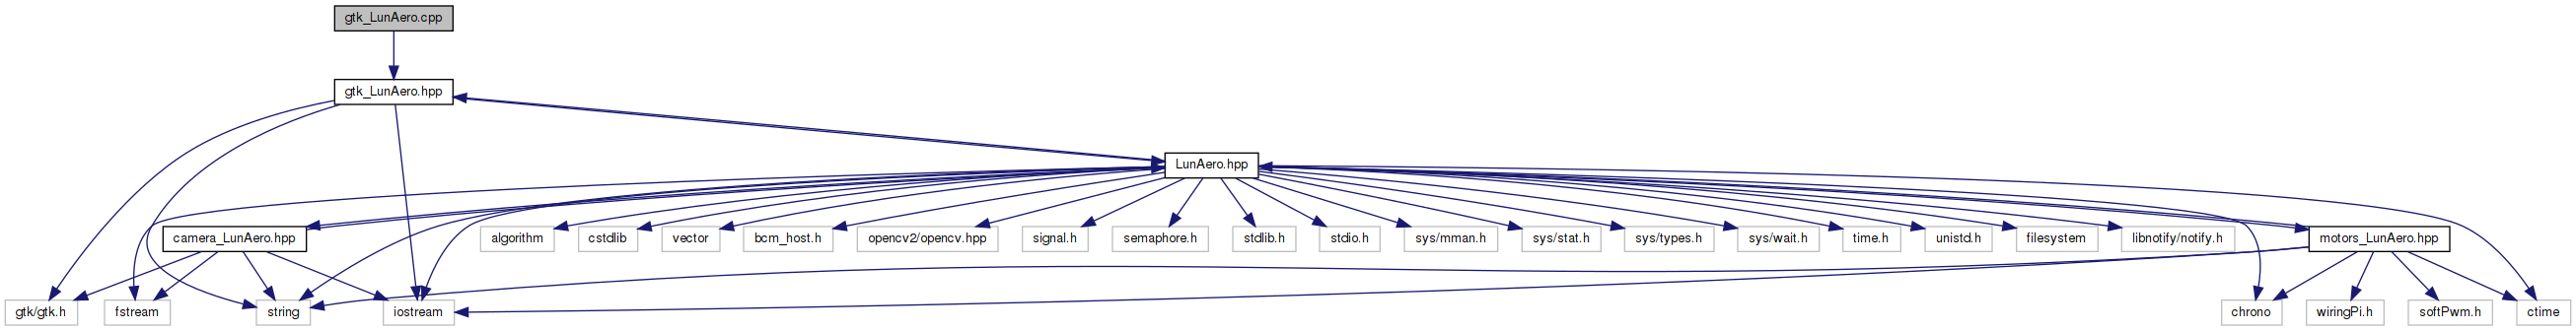 gtk_LunAero.cpp
gtk_LunAero.hpp
LunAero.hpp
camera_LunAero.hpp
algorithm
cstdlib
vector
bcm_host.h
opencv2/opencv.hpp
signal.h
semaphore.h
stdlib.h
stdio.h
sys/mman.h
sys/stat.h
sys/types.h
sys/wait.h
time.h
unistd.h
filesystem
libnotify/notify.h
motors_LunAero.hpp
gtk/gtk.h
fstream
string
iostream
chrono
wiringPi.h
softPwm.h
ctime